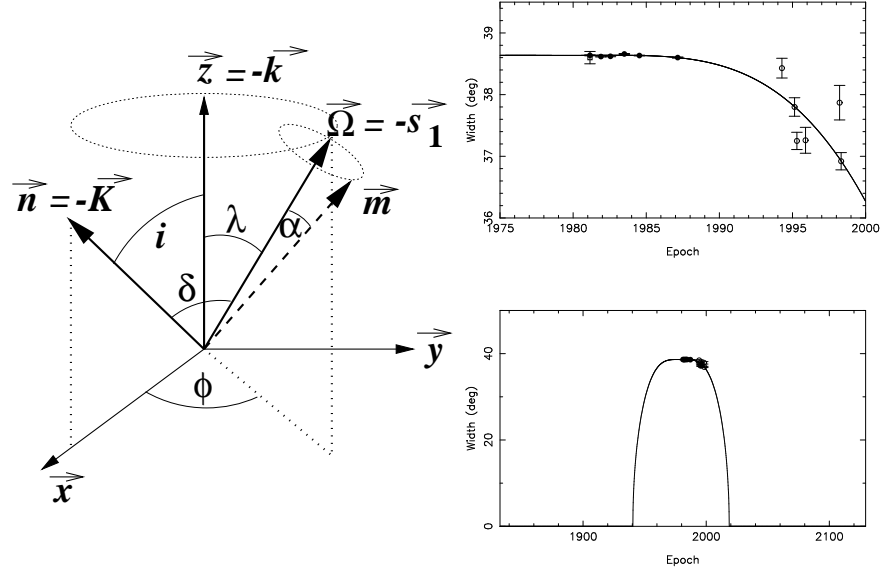 z = -k
Ω = -s 1
n = -K
m
i
λ
α
δ
y
ϕ
x
39
38
37
36
Width (deg)
1975 1980 1985 1990 1995 2000
Epoch
40
20
0
Width (deg)
1900 2000 2100
Epoch